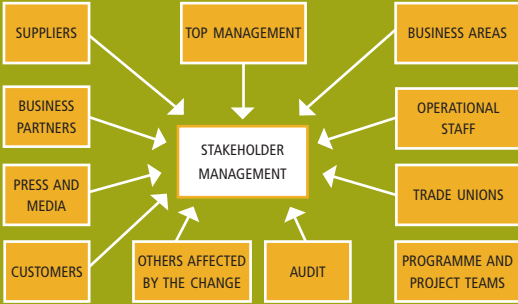 SUPPLIERS
TOP MANAGEMENT
BUSINESS AREAS
BUSINESS
PARTNERS
OPERATIONAL
STAFF
STAKEHOLDER
MANAGEMENT
PRESS AND
MEDIA
TRADE UNIONS
CUSTOMERS
OTHERS AFFECTED
BY THE CHANGE
AUDIT
PROGRAMME AND
PROJECT TEAMS